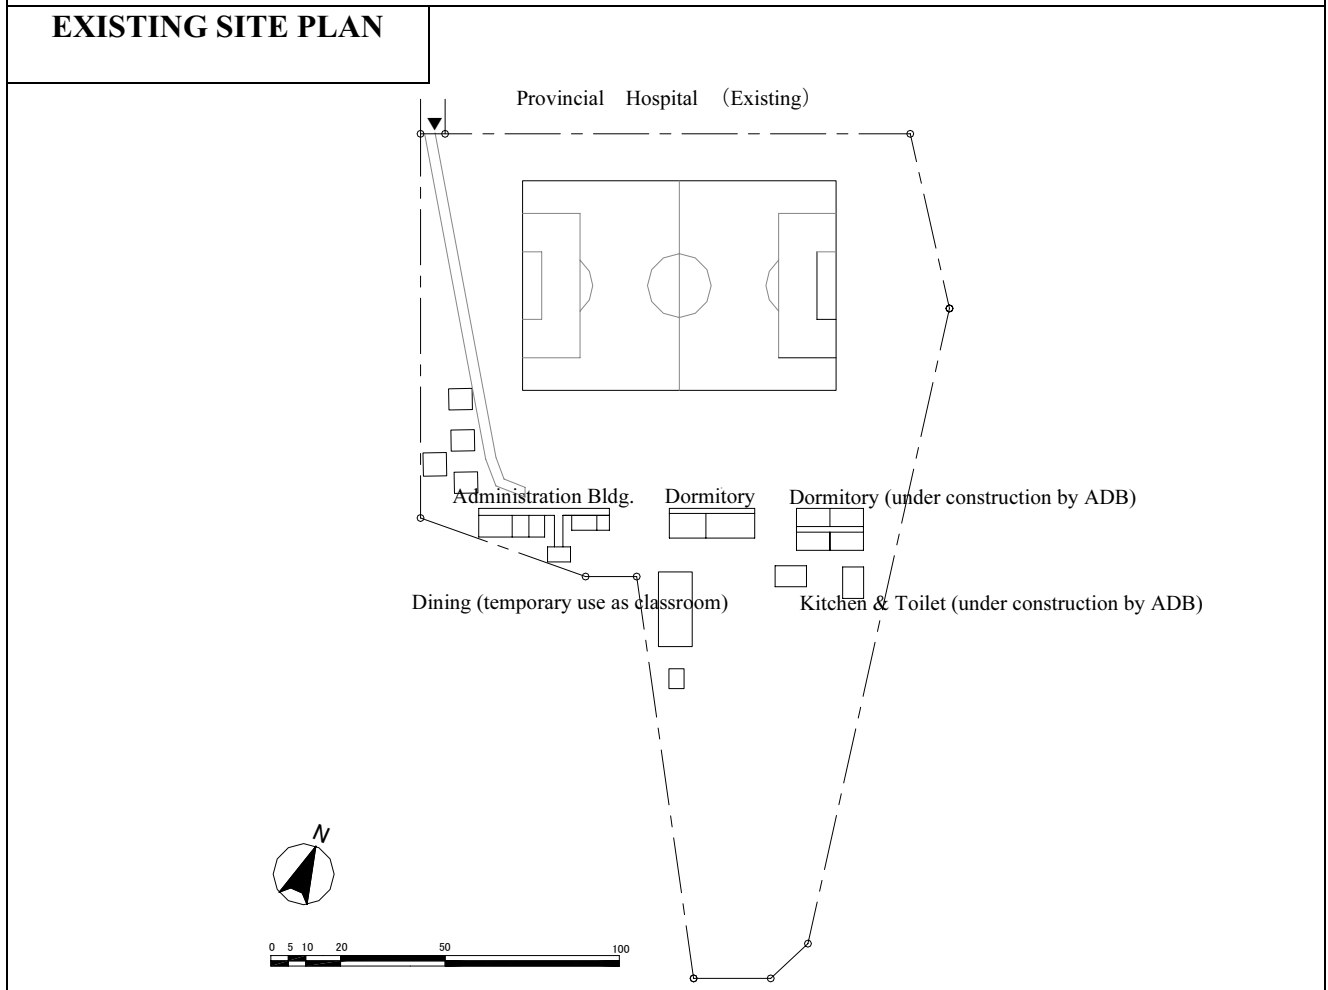 EXISTING SITE PLAN
Provincial Hospital （Existing）
Administration Bldg.
Dormitory
Dormitory (under construction by ADB)
Dining (temporary use as classroom)
Kitchen & Toilet (under construction by ADB)
N
0 5 10 20 50 100